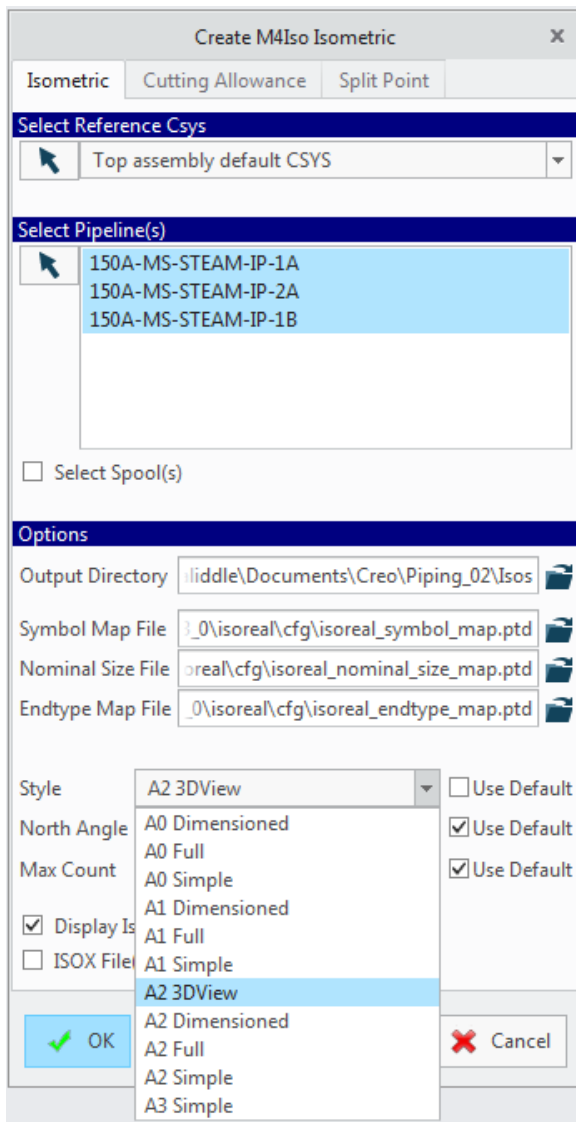 Create M4Iso Isometric
Isometric Cutting Allowance Split Point
Select Reference Csys
Top assembly default CSYS
Select Pipeline(s)
150A-MS-STEAM-IP-1A
150A-MS-STEAM-IP-2A
150A-MS-STEAM-IP-1B
Select Spool(s)
Options
Output Directory liddle\Documents\Creo\Piping_02\Isos
Symbol Map File 3_0\isoreal\cfg\isoreal_symbol_map.ptd
Nominal Size File oreal\cfg\isoreal_nominal_size_map.ptd
Endtype Map File _0\isoreal\cfg\isoreal_endtype_map.ptd
Style A2 3DView Use Default
North Angle A0 Dimensioned Use Default
A0 Full
Max Count A0 Simple Use Default
A1 Dimensioned
Display Is A1 Full
ISOX File( A1 Simple
A2 3DView
A2 Dimensioned
OK A2 Full Cancel
A2 Simple
A3 Simple